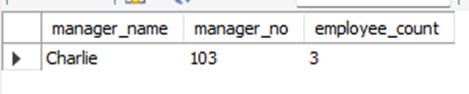 manager_name manager_no employee_count
Charlie 103 3